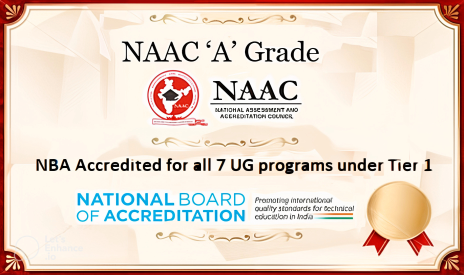 NAAC ‘A’ Grade
NAAC
NAAC
NATIONAL ASSESSMENT AND
ACCREDITATION COUNCIL
NBA Accredited for all 7 UG programs under Tier 1
NATIONAL BOARD
OF ACCREDITATION
Promoting international
quality standards for technical
education in India